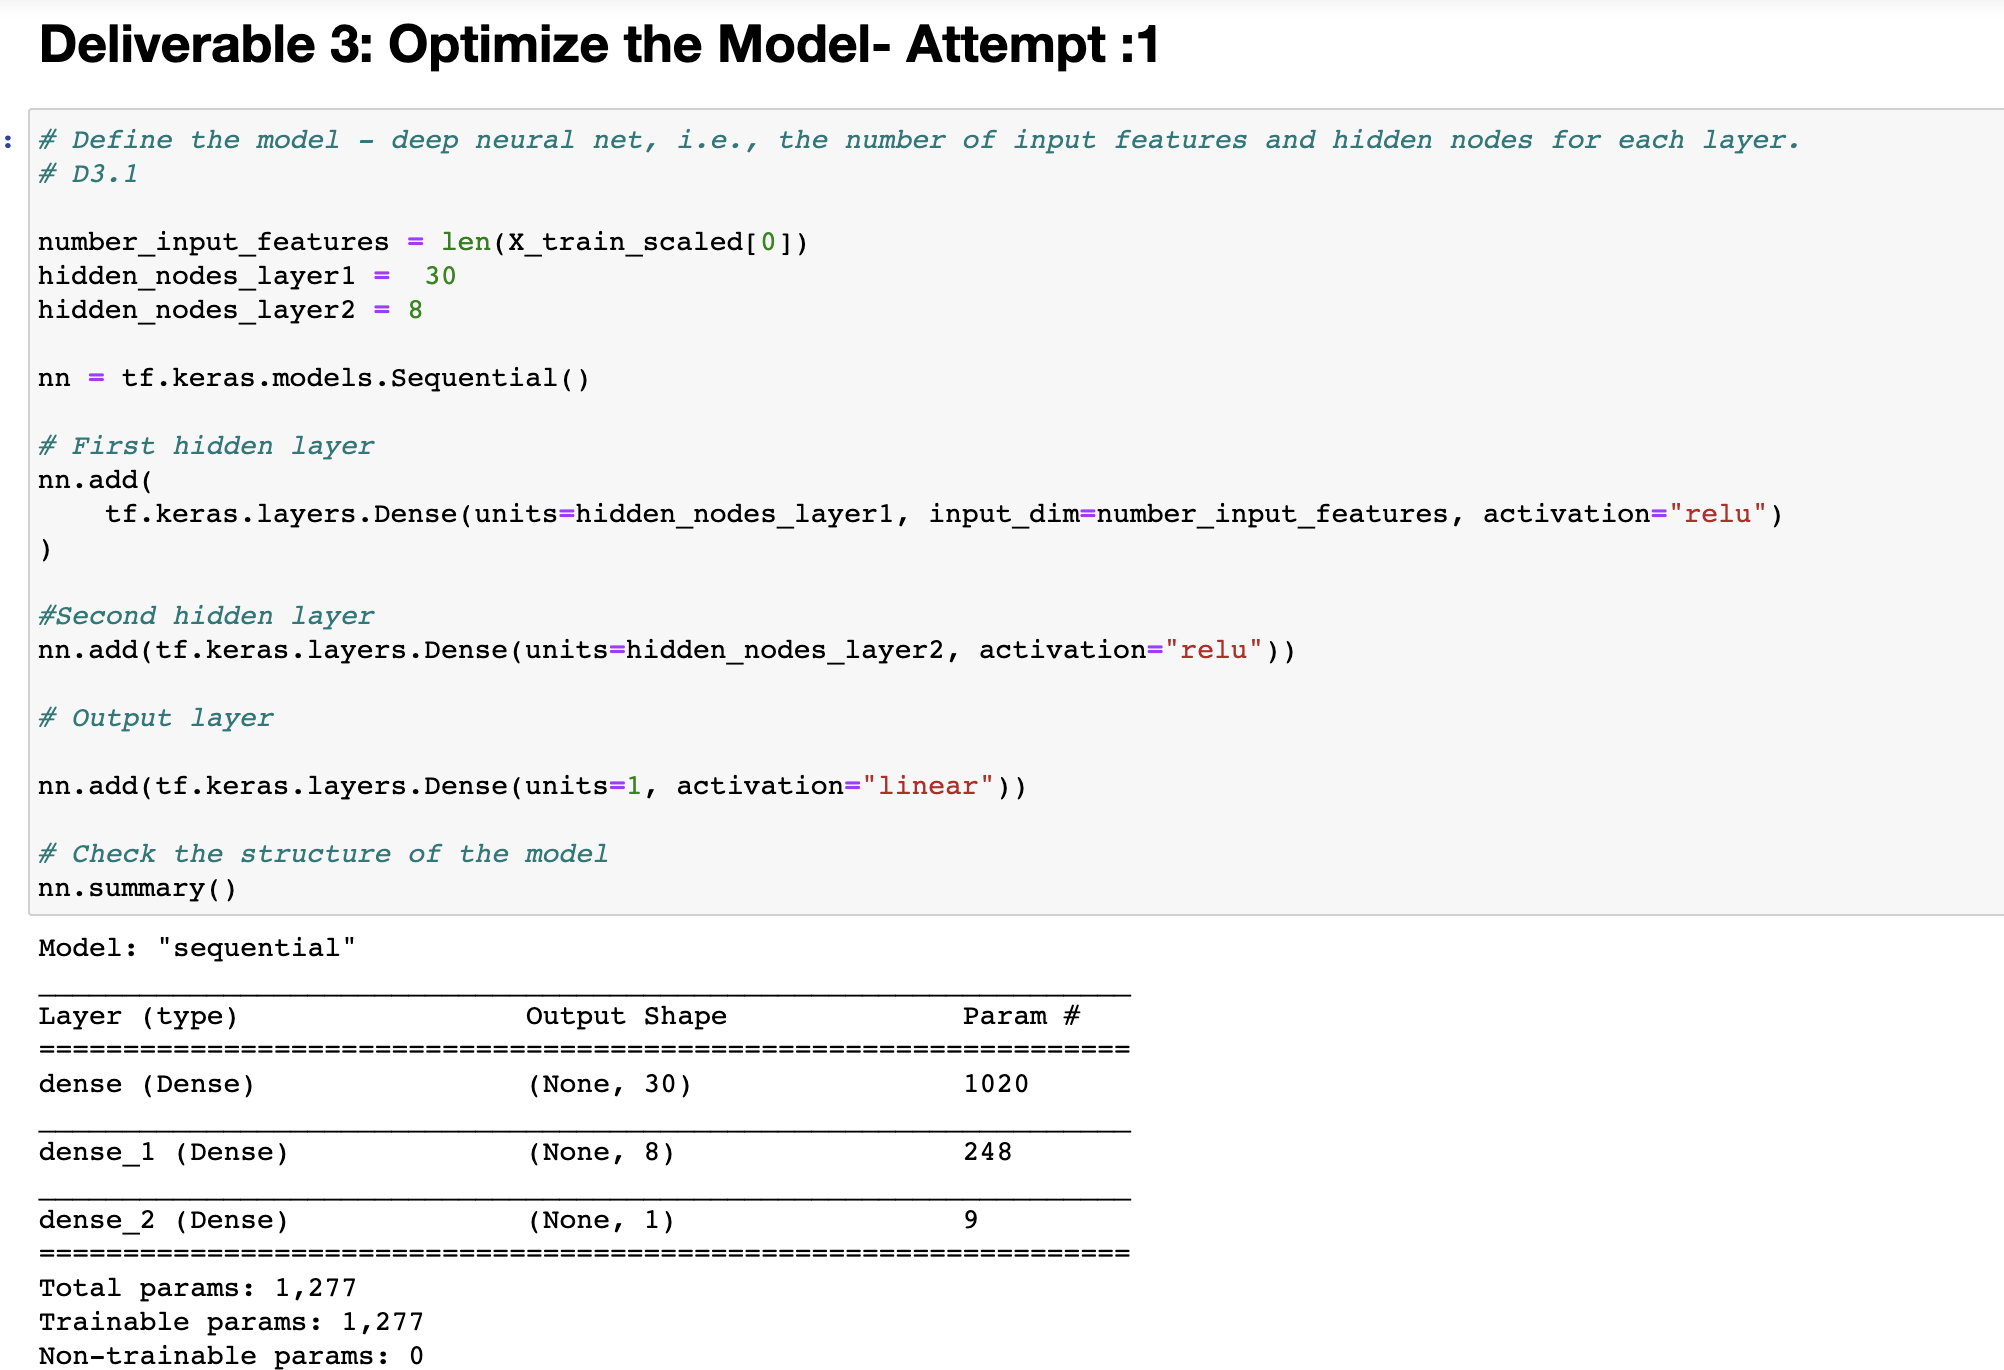 Deliverable 3: Optimize the Model- Attempt :1
:
# Define the model - deep neural net, i.e., the number of input features and hidden nodes for each layer.
# D3.1
number_input_features = len(X_train_scaled[0])
hidden_nodes_layer1 =  30
hidden_nodes_layer2 = 8
nn = tf.keras.models.Sequential()
# First hidden layer
nn.add(
    tf.keras.layers.Dense(units=hidden_nodes_layer1, input_dim=number_input_features, activation="relu")
)
#Second hidden layer
nn.add(tf.keras.layers.Dense(units=hidden_nodes_layer2, activation="relu"))
# Output layer
nn.add(tf.keras.layers.Dense(units=1, activation="linear"))
# Check the structure of the model
nn.summary()
Model: "sequential"
_________________________________________________________________
Layer (type)                 Output Shape              Param #
=================================================================
dense (Dense)                (None, 30)                1020
_________________________________________________________________
dense_1 (Dense)              (None, 8)                 248
_________________________________________________________________
dense_2 (Dense)              (None, 1)                 9
=================================================================
Total params: 1,277
Trainable params: 1,277
Non-trainable params: 0